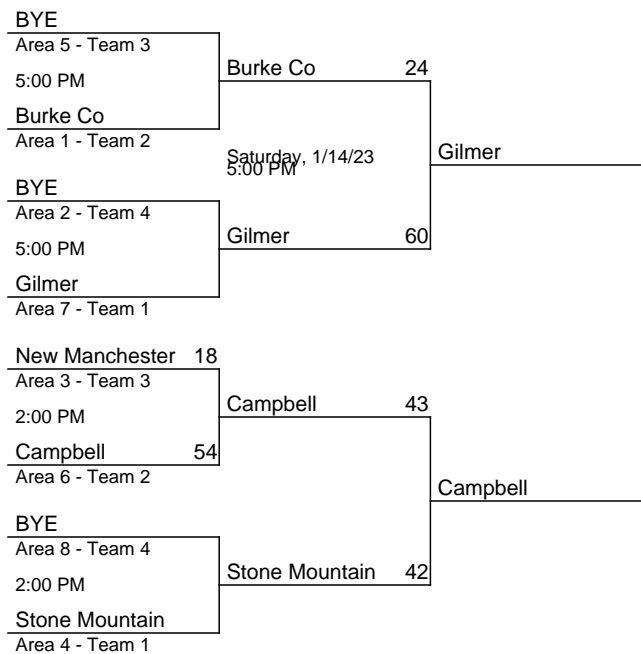 BYE
Area 5 - Team 3
5:00 PM
Burke Co
Area 1 - Team 2
Burke Co 24
Saturday, 1/14/23
5:00 PM
BYE
Area 2 - Team 4
5:00 PM
Gilmer
Area 7 - Team 1
Gilmer 60
Gilmer
New Manchester 18
Area 3 - Team 3
2:00 PM
Campbell 54
Area 6 - Team 2
Campbell 43
BYE
Area 8 - Team 4
2:00 PM
Stone Mountain
Area 4 - Team 1
Stone Mountain 42
Campbell